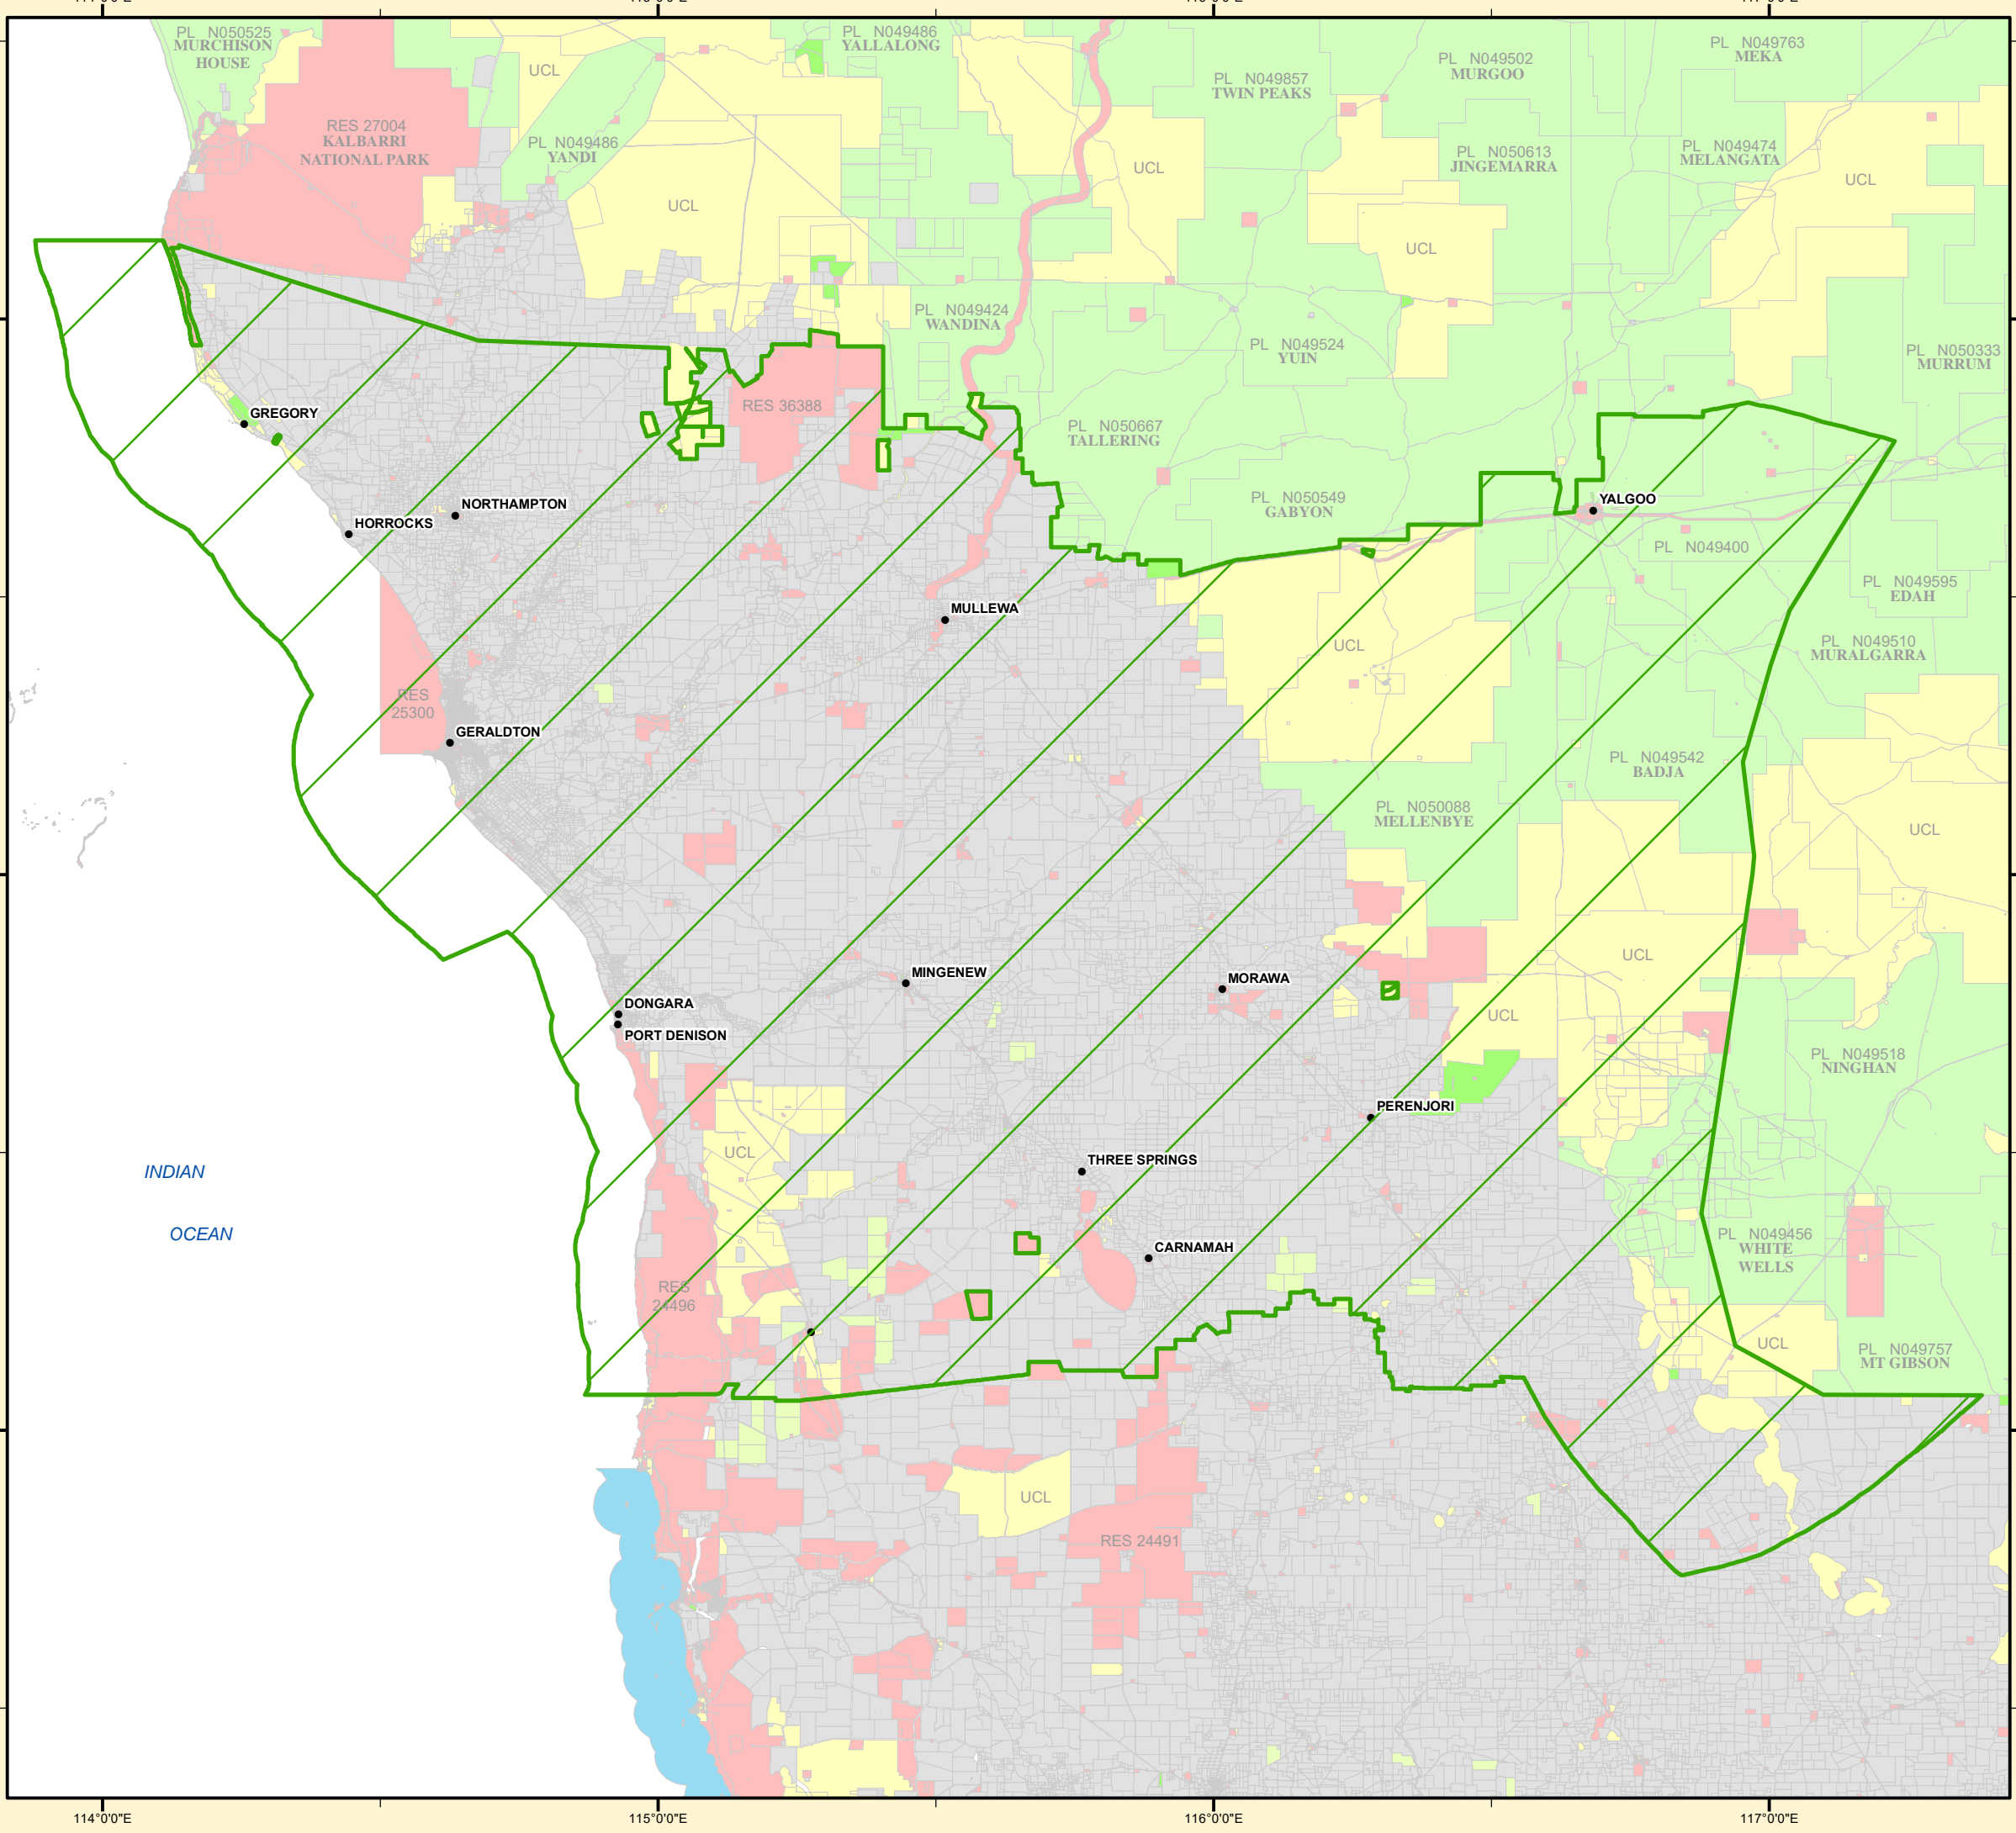 PL N050525
MURCHISON
HOUSE
PL N049486
YALLALONG
PL N049763
MEKA
UCL
PL N049857
TWIN PEAKS
PL N049502
MURGOO
RES 27004
KALBARRI
NATIONAL PARK
PL N049486
YANDI
UCL
PL N050613
JINGEMARRA
PL N049474
MELANGATA
UCL
UCL
UCL
PL N049424
WANDINA
PL N049524
YUIN
PL N050333
MURRUM
GREGORY
RES 36388
PL N050667
TALLERING
NORTHAMPTON
HORROCKS
PL N050549
GABYON
YALGOO
PL N049400
PL N049595
EDAH
MULLEWA
UCL
PL N049510
MURALGARRA
RES
25300
GERALDTON
PL N049542
BADJA
PL N050088
MELLENBYE
UCL
UCL
MINGENEW
MORAWA
DONGARA
PORT DENISON
UCL
PL N049518
NINGHAN
PERENJORI
UCL
THREE SPRINGS
INDIAN
OCEAN
CARNAMAH
PL N049456
WHITE
WELLS
RES
24496
UCL
PL N049757
MT GIBSON
UCL
RES 24491
114°0'0"E
115°0'0"E
116°0'0"E
117°0'0"E